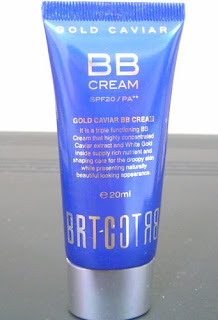 GOLD CAVIAR
BB
CREAM
SPF20 / PA++
GOLD CAVIAR BB CREAM
It is a triple functioning BB
Cream that highly concentrated
Caviar extract and White Gold
inside supply rich nutrient and
shaping care for the droopy skin
while presenting naturally
beautiful looking appearance.
℮20ml
BRTC